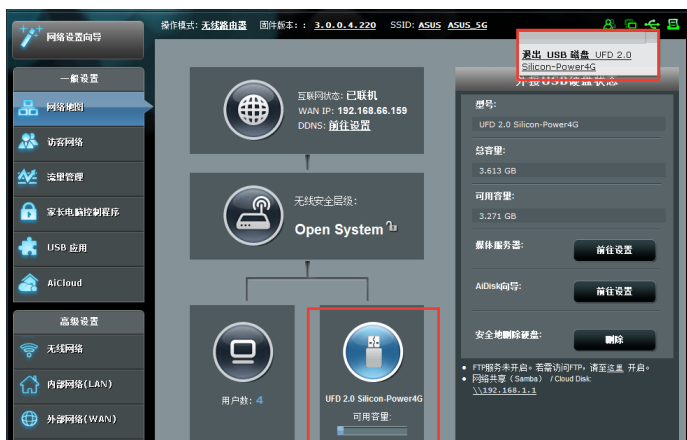 网络设置向导
操作模式: 无线路由器 固件版本: : 3.0.0.4.220 SSID: ASUS ASUS_5G
退出 USB 磁盘 UFD 2.0
Silicon-Power4G
一般设置
网络地图
访客网络
流量管理
家长电脑控制程序
USB 应用
AiCloud
高级设置
无线网络
内部网络(LAN)
外部网络(WAN)
互联网状态: 已联机
WAN IP: 192.168.66.159
DDNS: 前往设置
无线安全层级:
Open System
用户数: 4
UFD 2.0 Silicon-Power4G
可用容量:
外接USB硬盘状态
型号:
UFD 2.0 Silicon-Power4G
总容量:
3.613 GB
可用容量:
3.271 GB
媒体服务器: 前往设置
AiDisk向导: 前往设置
安全地删除硬盘: 删除
FTP服务未开启。若需访问FTP，请至这里 开启。
网络共享（Samba） / Cloud Disk:
\\192.168.1.1